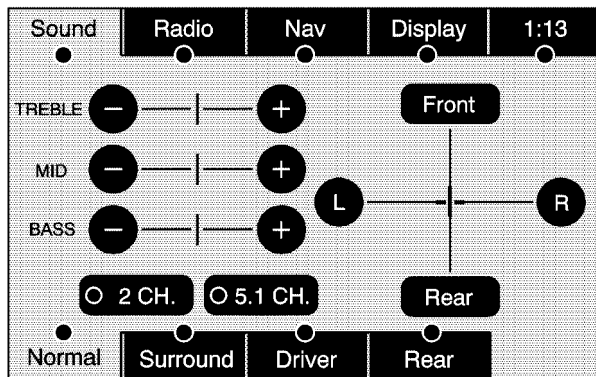 Sound Radio Nav Display 1:13
TREBLE − + Front
MID − +
L R
BASS − +
2 CH. 5.1 CH. Rear
Normal Surround Driver Rear